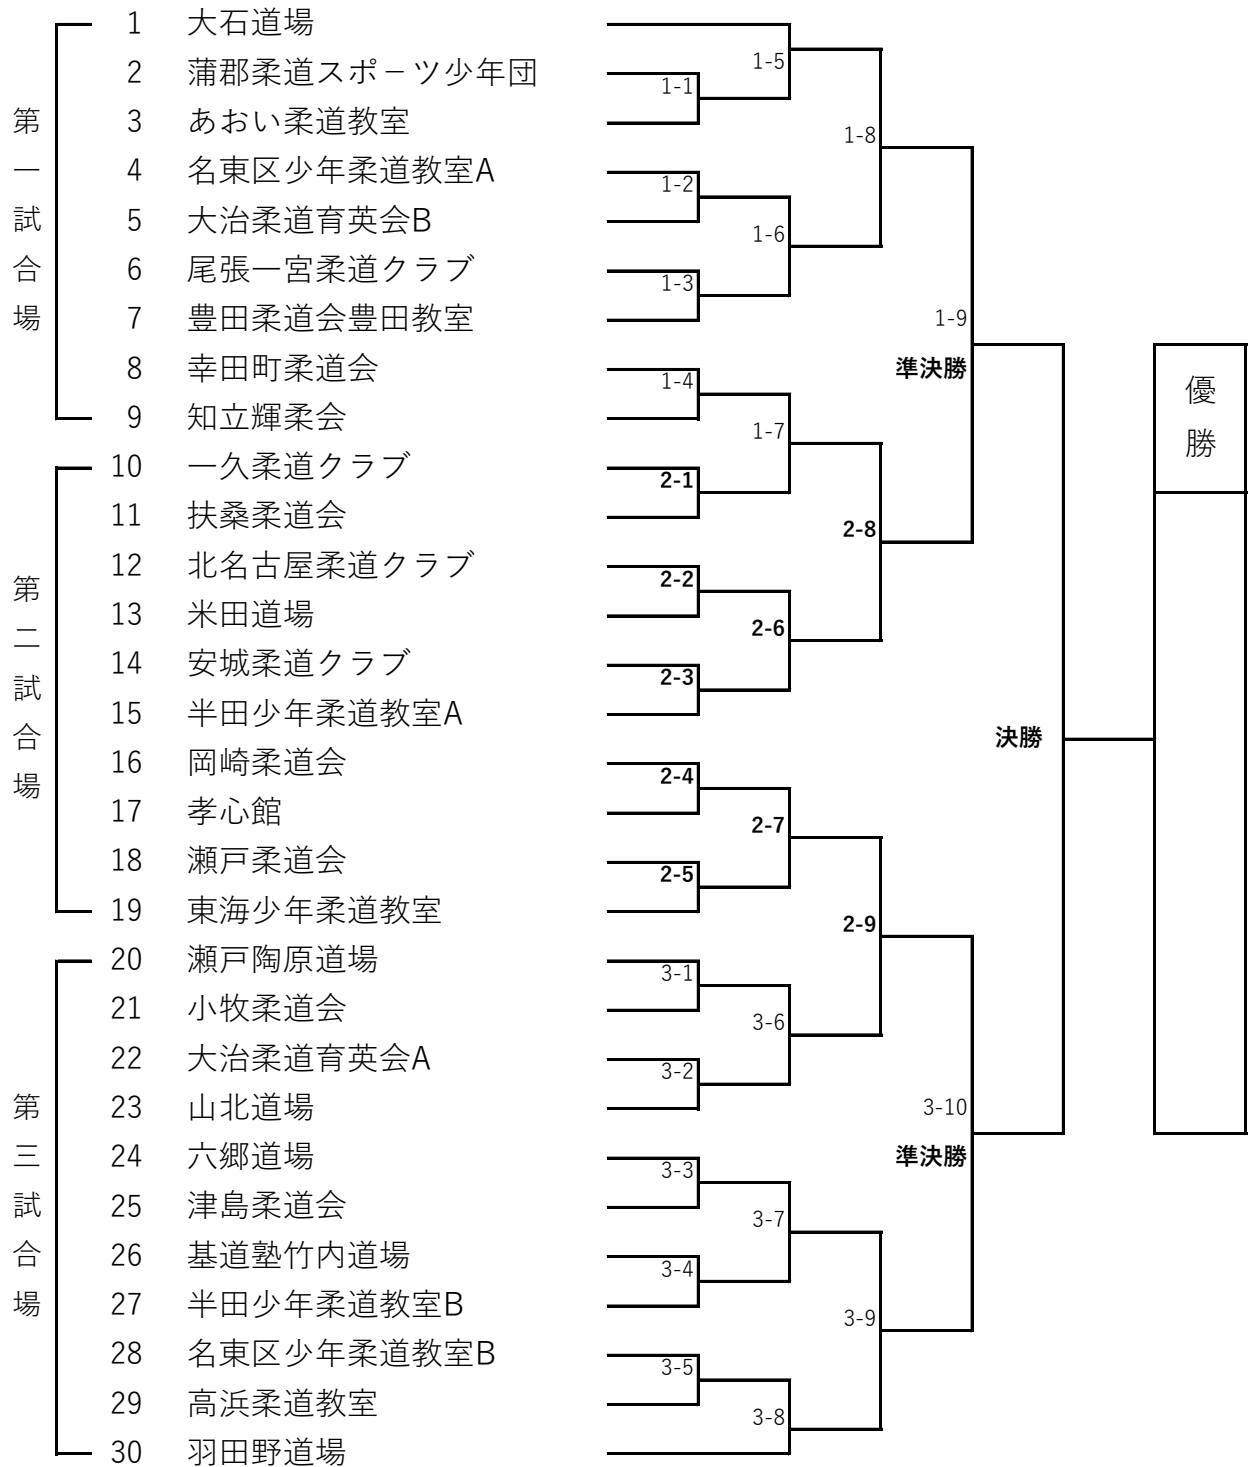 第一試合場
1 大石道場
2 蒲郡柔道スポ－ツ少年団
3 あおい柔道教室
4 名東区少年柔道教室A
5 大治柔道育英会B
6 尾張一宮柔道クラブ
7 豊田柔道会豊田教室
8 幸田町柔道会
9 知立輝柔会
第二試合場
10 一久柔道クラブ
11 扶桑柔道会
12 北名古屋柔道クラブ
13 米田道場
14 安城柔道クラブ
15 半田少年柔道教室A
16 岡崎柔道会
17 孝心館
18 瀬戸柔道会
19 東海少年柔道教室
第三試合場
20 瀬戸陶原道場
21 小牧柔道会
22 大治柔道育英会A
23 山北道場
24 六郷道場
25 津島柔道会
26 基道塾竹内道場
27 半田少年柔道教室B
28 名東区少年柔道教室B
29 高浜柔道教室
30 羽田野道場
1-1
1-2
1-3
1-4
2-1
2-2
2-3
2-4
2-5
3-1
3-2
3-3
3-4
3-5
1-5
1-6
1-7
2-6
2-7
3-6
3-7
3-8
1-8
2-8
2-9
3-9
1-9
準決勝
3-10
準決勝
決勝
優勝